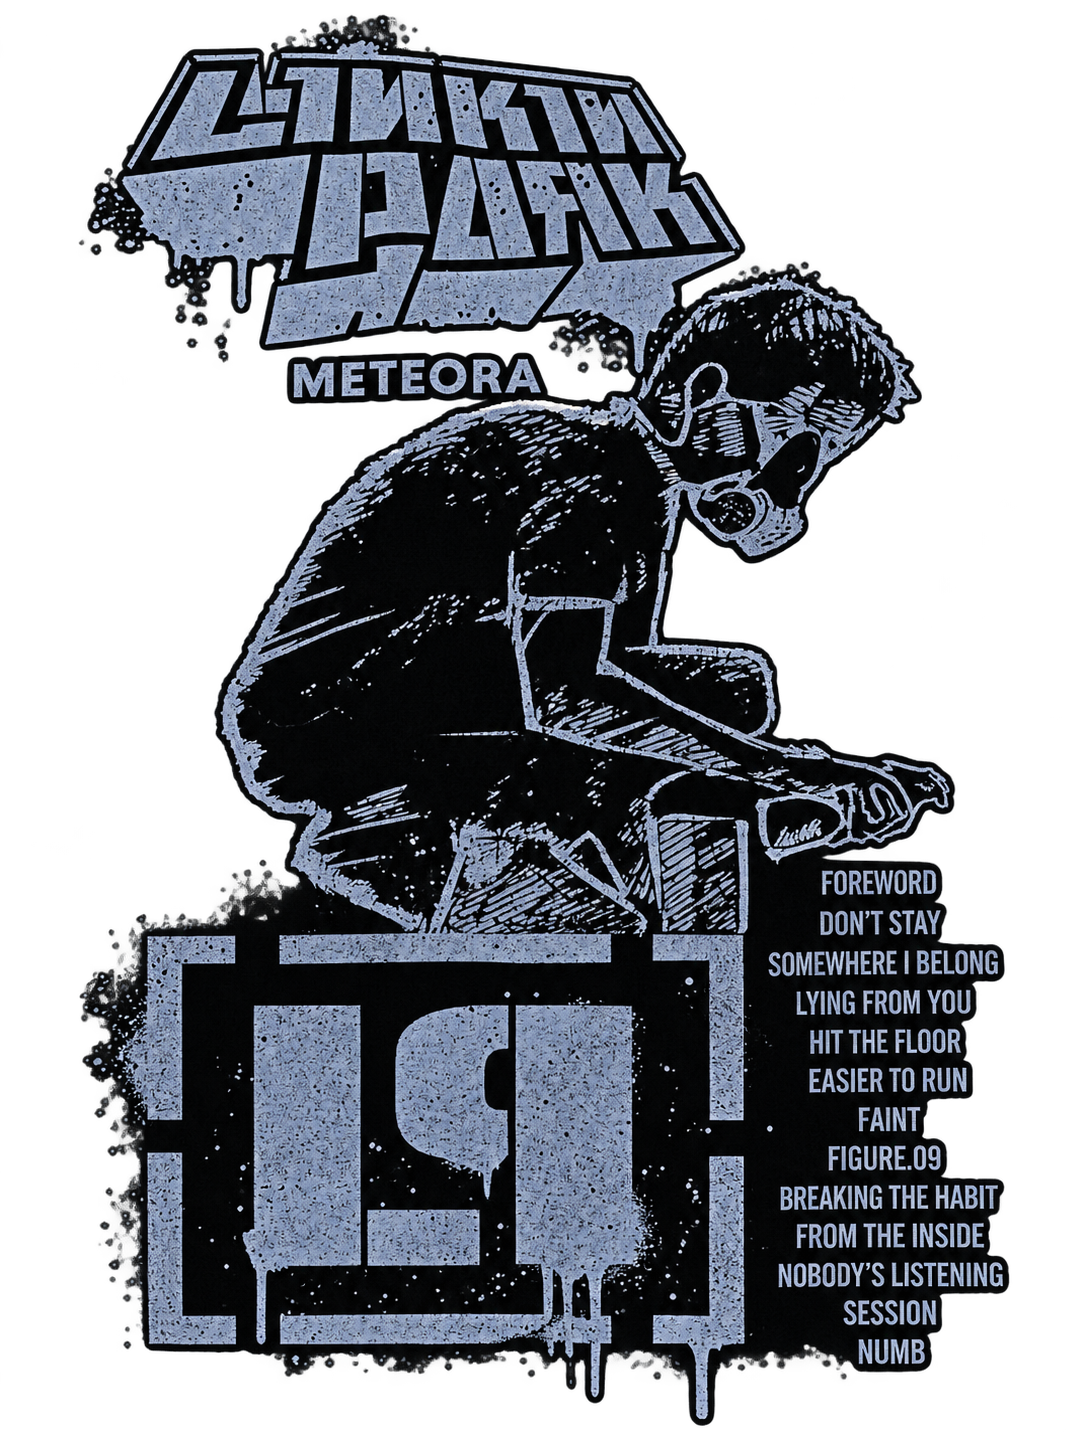 LINKIN
PARK
METEORA
FOREWORD
DON'T STAY
SOMEWHERE I BELONG
LYING FROM YOU
HIT THE FLOOR
EASIER TO RUN
FAINT
FIGURE.09
BREAKING THE HABIT
FROM THE INSIDE
NOBODY'S LISTENING
SESSION
NUMB
LP